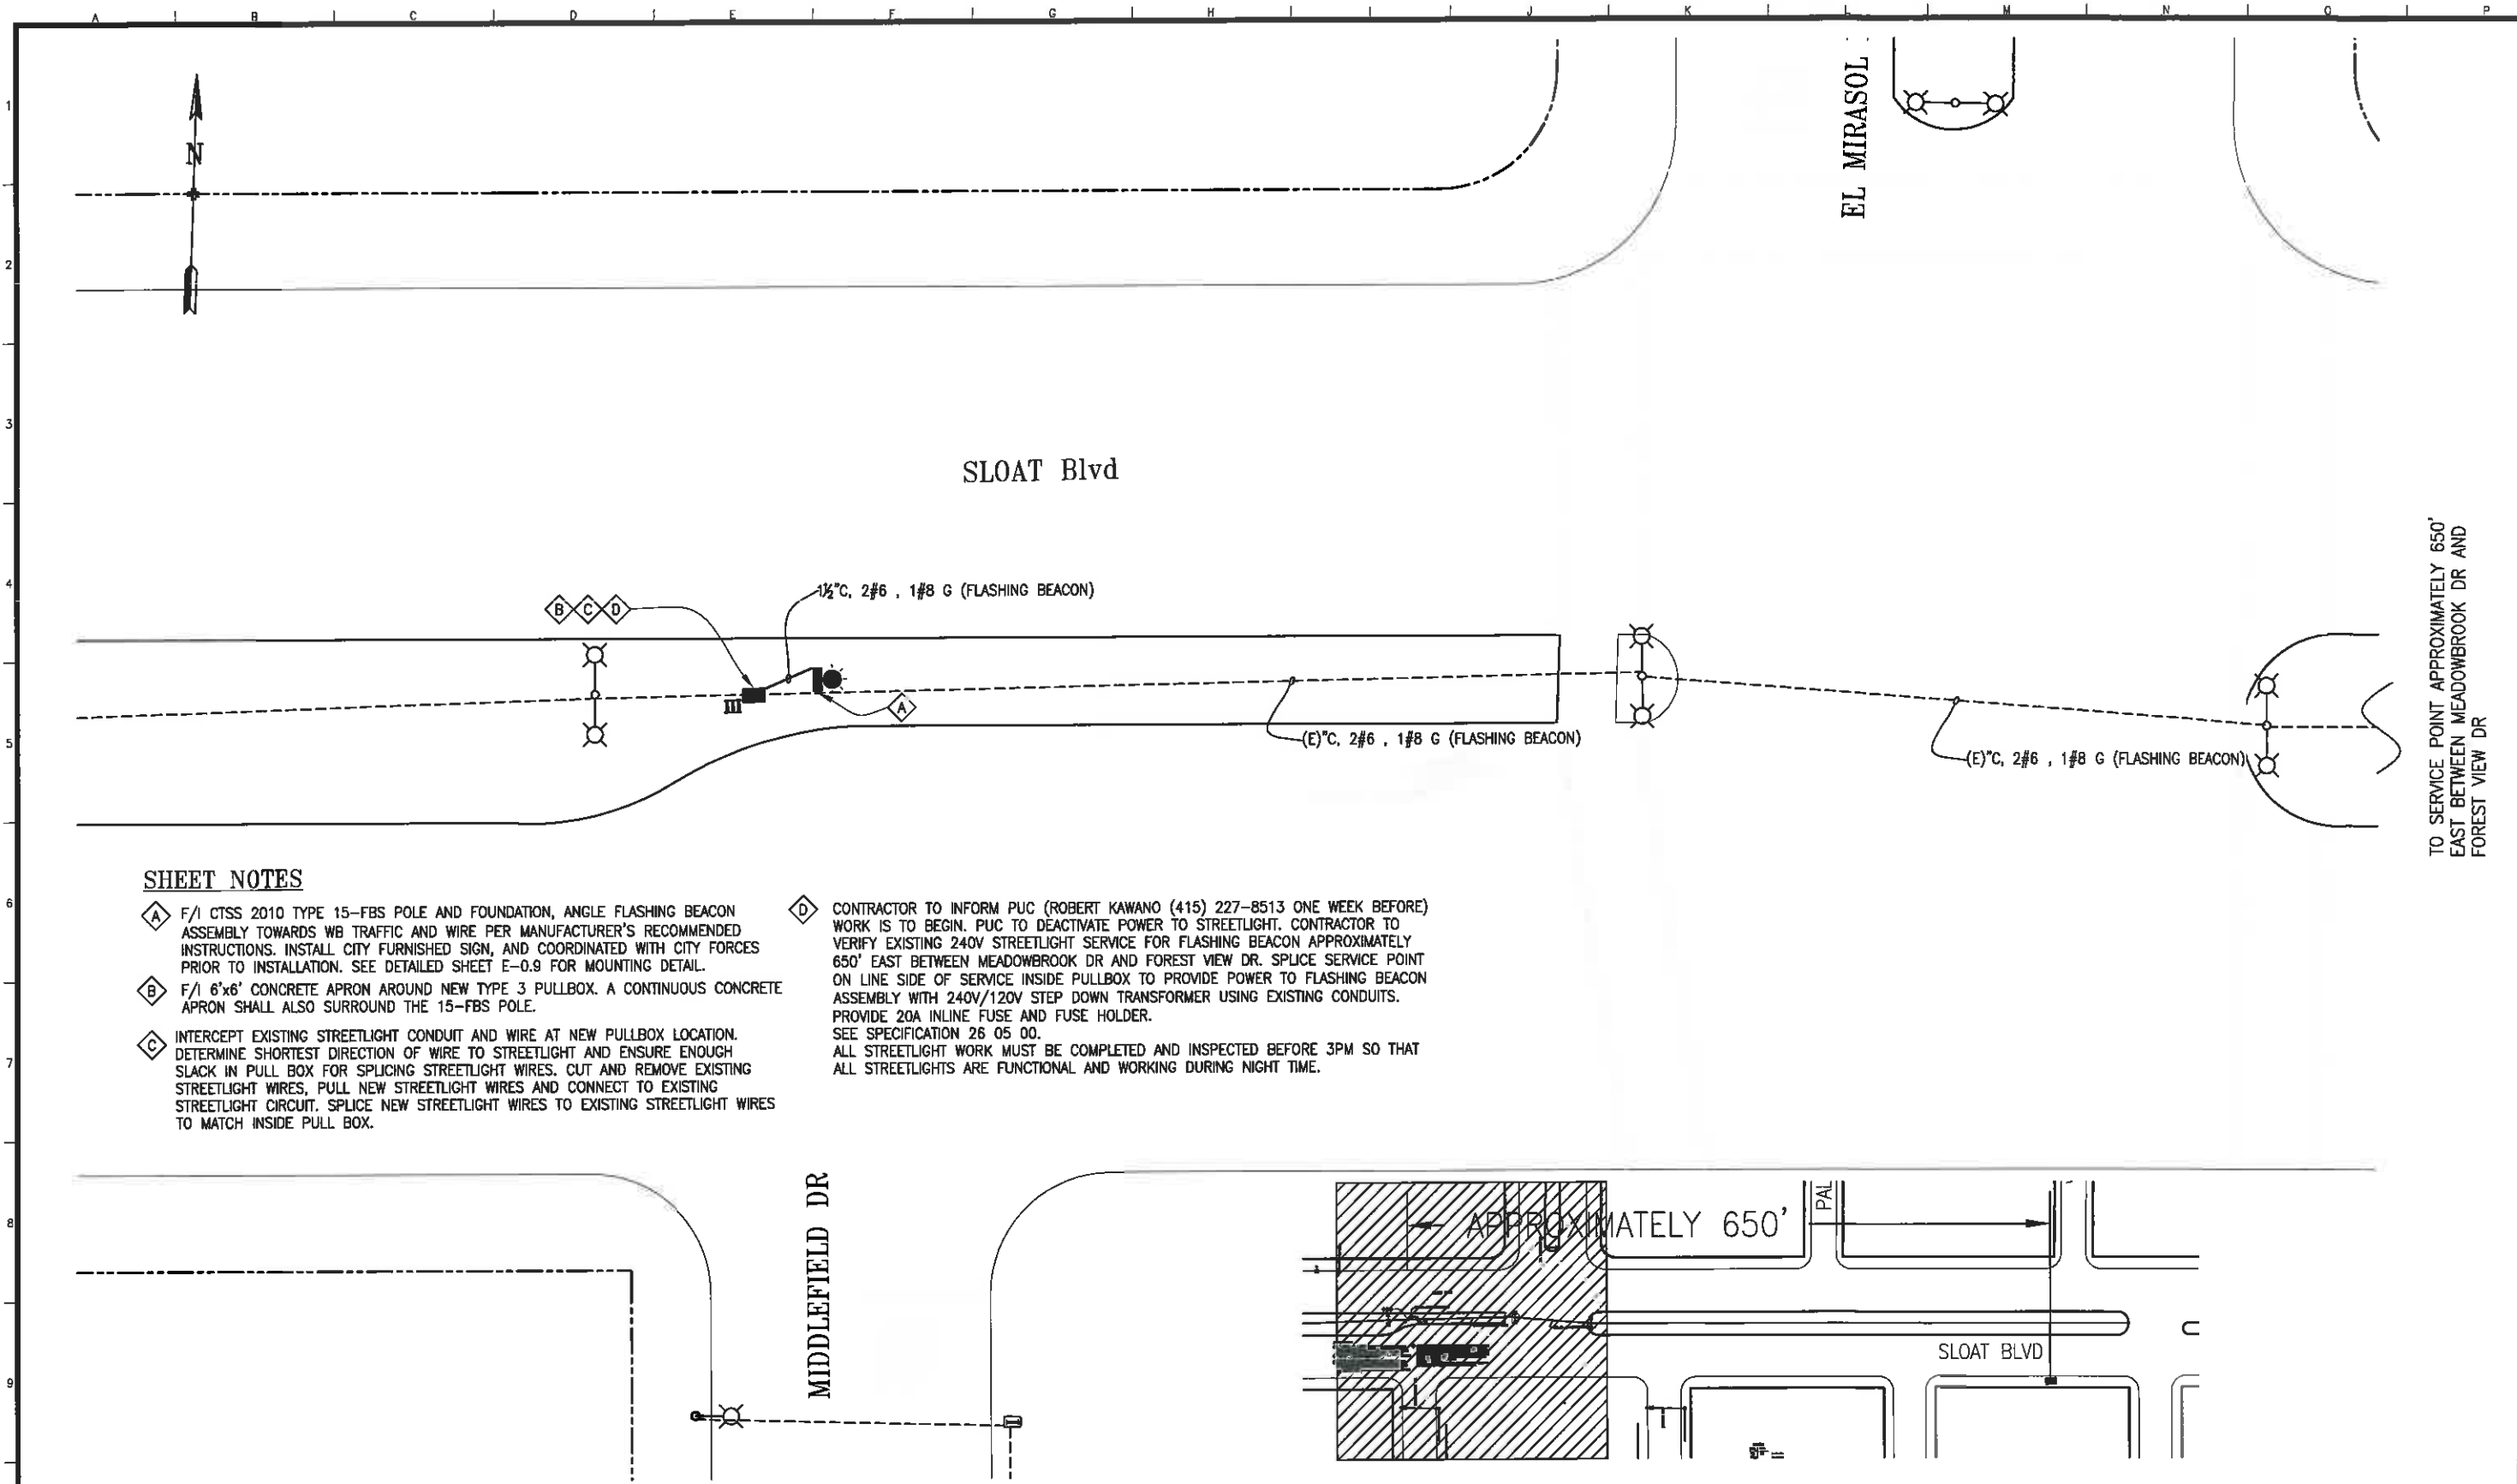 A B C D E F G H J K L M N O P
1
2
3
4
5
6
7
8
9
N
EL MIRASOL
SLOAT Blvd
1½"C, 2#6 , 1#8 G (FLASHING BEACON)
B C D
III
A
(E)"C, 2#6 , 1#8 G (FLASHING BEACON)
(E)"C, 2#6 , 1#8 G (FLASHING BEACON)
TO SERVICE POINT APPROXIMATELY 650'
EAST BETWEEN MEADOWBROOK DR AND
FOREST VIEW DR
SHEET NOTES
A F/I CTSS 2010 TYPE 15-FBS POLE AND FOUNDATION, ANGLE FLASHING BEACON
ASSEMBLY TOWARDS WB TRAFFIC AND WIRE PER MANUFACTURER'S RECOMMENDED
INSTRUCTIONS. INSTALL CITY FURNISHED SIGN, AND COORDINATED WITH CITY FORCES
PRIOR TO INSTALLATION. SEE DETAILED SHEET E-0.9 FOR MOUNTING DETAIL.
B F/I 6'x6' CONCRETE APRON AROUND NEW TYPE 3 PULLBOX. A CONTINUOUS CONCRETE
APRON SHALL ALSO SURROUND THE 15-FBS POLE.
C INTERCEPT EXISTING STREETLIGHT CONDUIT AND WIRE AT NEW PULLBOX LOCATION.
DETERMINE SHORTEST DIRECTION OF WIRE TO STREETLIGHT AND ENSURE ENOUGH
SLACK IN PULL BOX FOR SPLICING STREETLIGHT WIRES. CUT AND REMOVE EXISTING
STREETLIGHT WIRES, PULL NEW STREETLIGHT WIRES AND CONNECT TO EXISTING
STREETLIGHT CIRCUIT. SPLICE NEW STREETLIGHT WIRES TO EXISTING STREETLIGHT WIRES
TO MATCH INSIDE PULL BOX.
D CONTRACTOR TO INFORM PUC (ROBERT KAWANO (415) 227-8513 ONE WEEK BEFORE)
WORK IS TO BEGIN. PUC TO DEACTIVATE POWER TO STREETLIGHT. CONTRACTOR TO
VERIFY EXISTING 240V STREETLIGHT SERVICE FOR FLASHING BEACON APPROXIMATELY
650' EAST BETWEEN MEADOWBROOK DR AND FOREST VIEW DR. SPLICE SERVICE POINT
ON LINE SIDE OF SERVICE INSIDE PULLBOX TO PROVIDE POWER TO FLASHING BEACON
ASSEMBLY WITH 240V/120V STEP DOWN TRANSFORMER USING EXISTING CONDUITS.
PROVIDE 20A INLINE FUSE AND FUSE HOLDER.
SEE SPECIFICATION 26 05 00.
ALL STREETLIGHT WORK MUST BE COMPLETED AND INSPECTED BEFORE 3PM SO THAT
ALL STREETLIGHTS ARE FUNCTIONAL AND WORKING DURING NIGHT TIME.
MIDDLEFIELD DR
APPROXIMATELY 650'
PAL
SLOAT BLVD